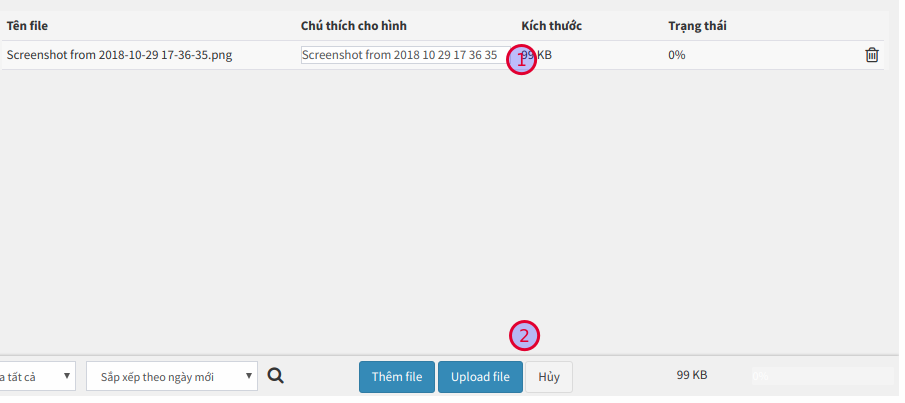 Tên file Chú thích cho hình Kích thước Trạng thái
Screenshot from 2018-10-29 17-36-35.png Screenshot from 2018 10 29 17 36 35 99 KB 0%
1
2
a tất cả Sắp xếp theo ngày mới Thêm file Upload file Hủy 99 KB 0%